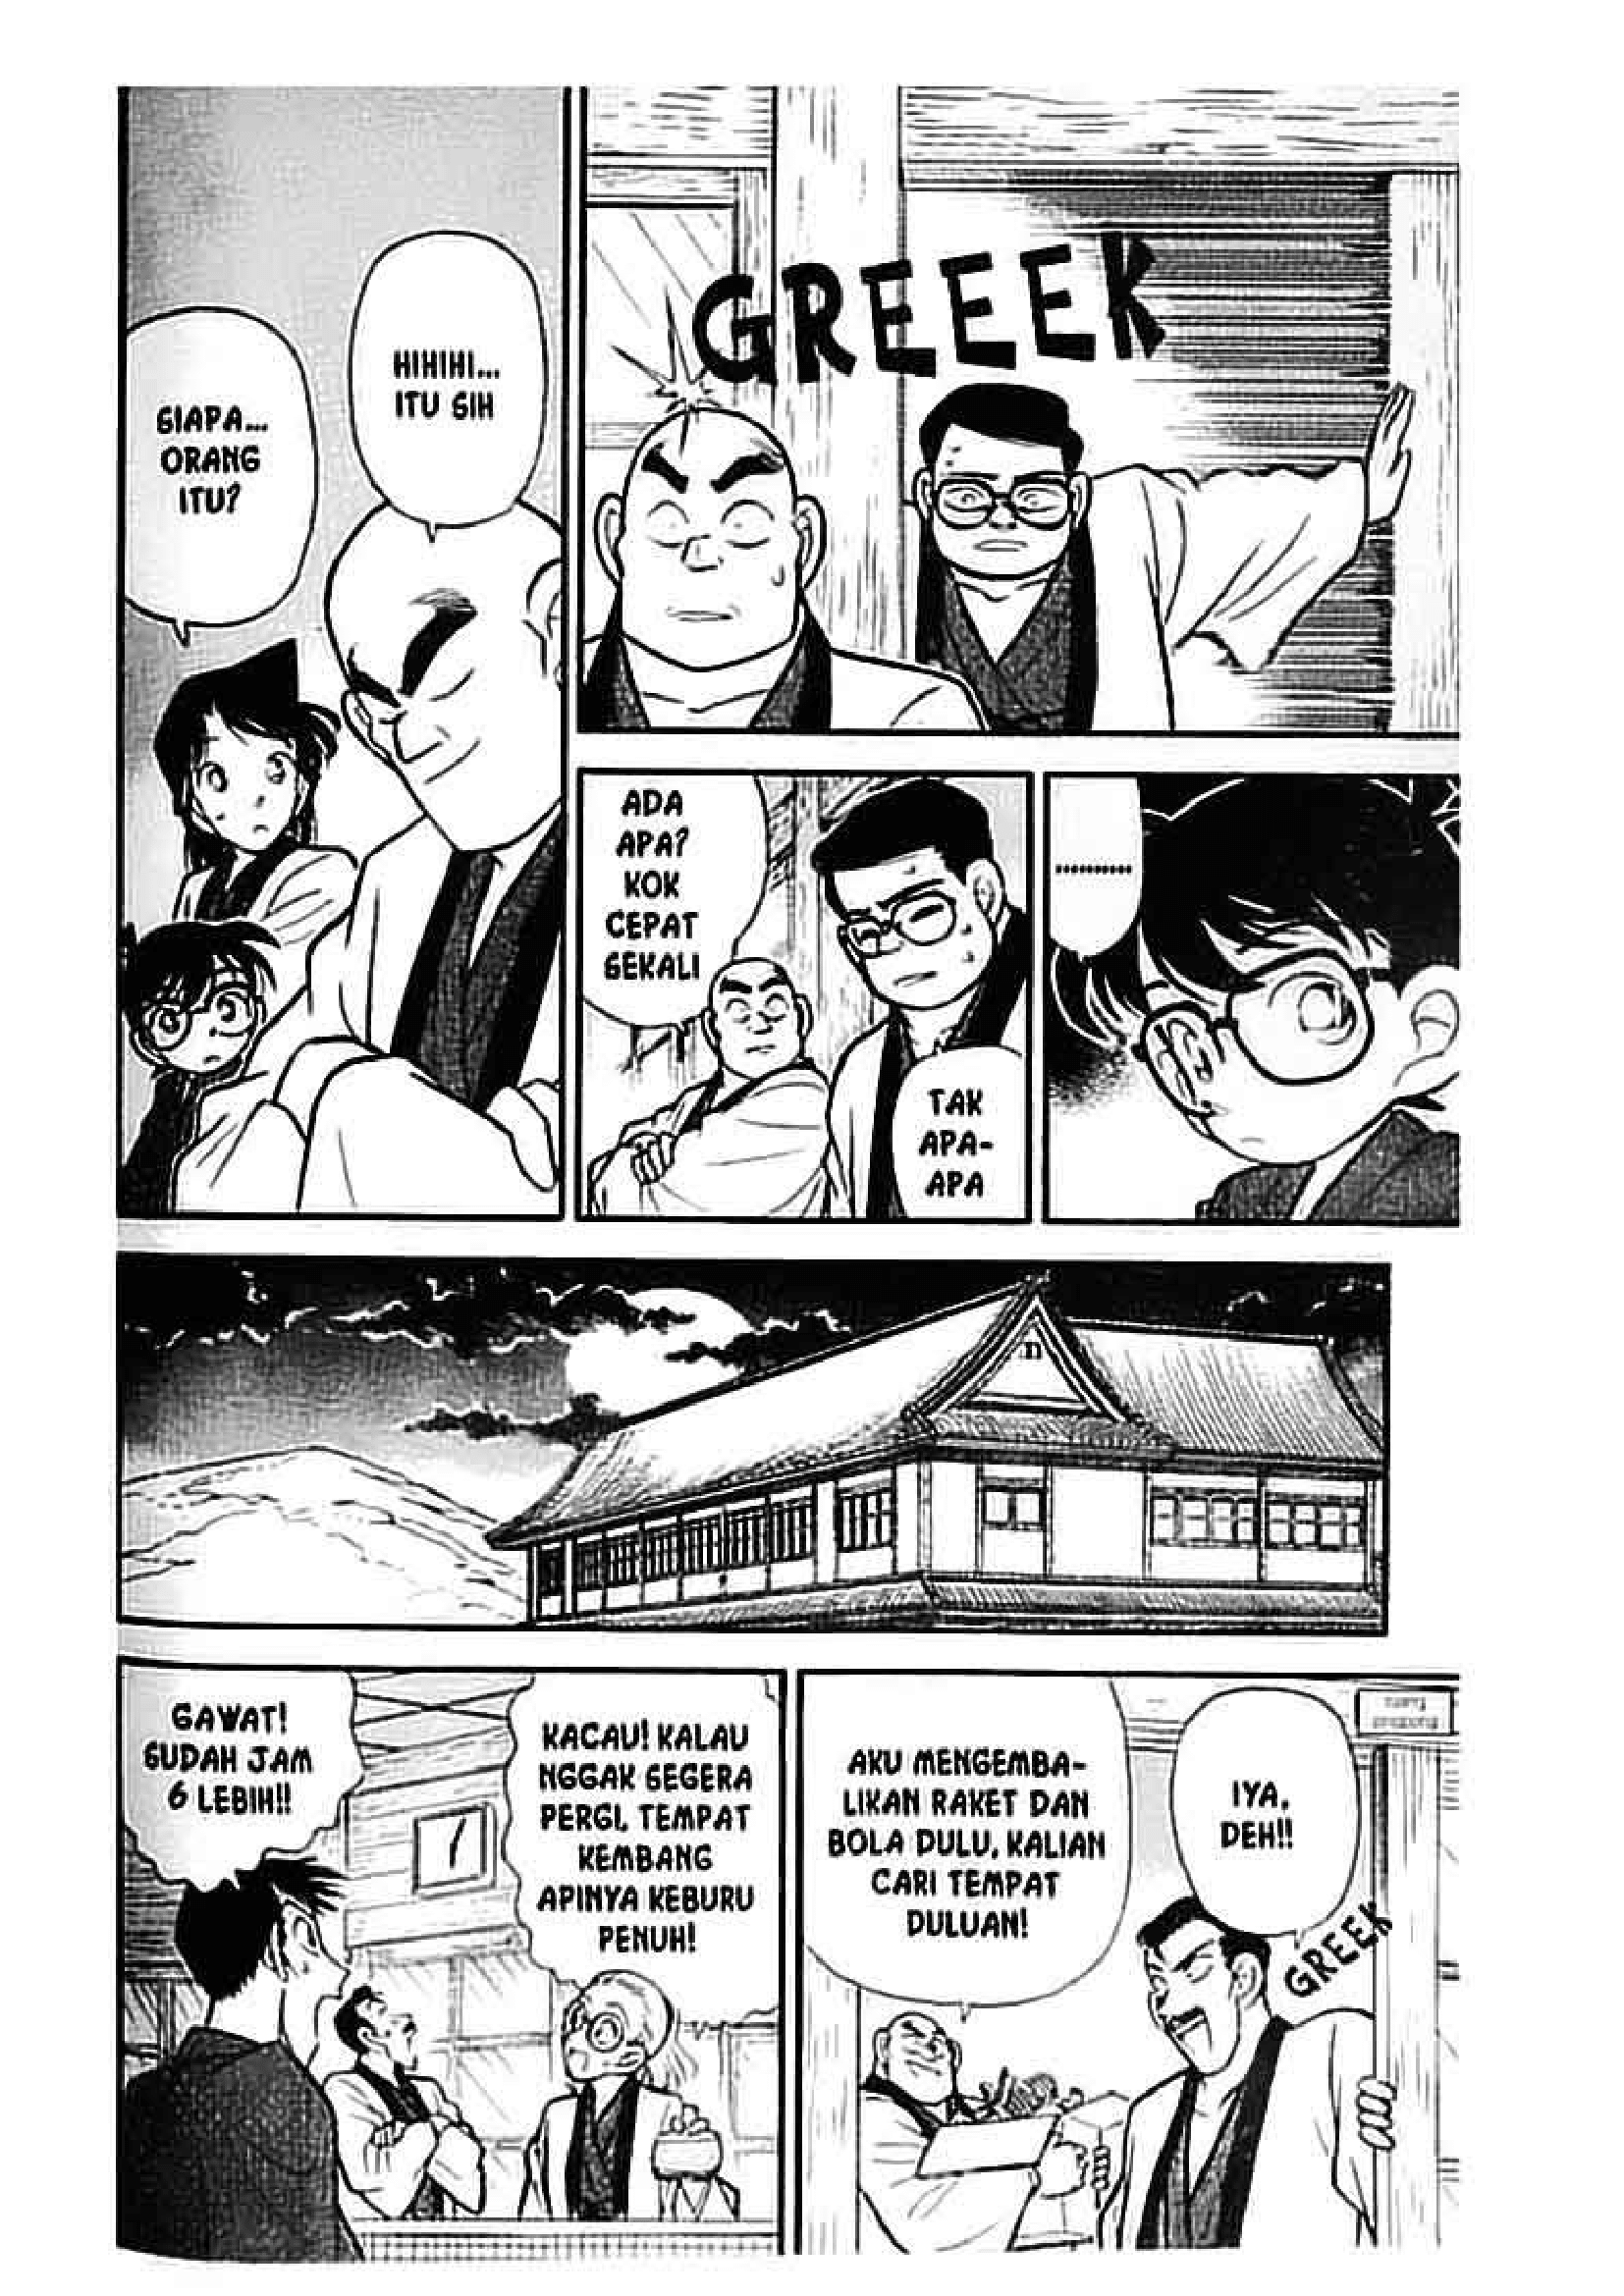 SIAPA...
ORANG
ITU?
HIHIHI...
ITU SIH
GREEEK
ADA
APA?
KOK
CEPAT
SEKALI
TAK
APA-
APA
...........
GAWAT!
SUDAH JAM
6 LEBIH!!
KACAU! KALAU
NGGAK SEGERA
PERGI, TEMPAT
KEMBANG
APINYA KEBURU
PENUH!
AKU MENGEMBA-
LIKAN RAKET DAN
BOLA DULU, KALIAN
CARI TEMPAT
DULUAN!
IYA,
DEH!!
GREEK